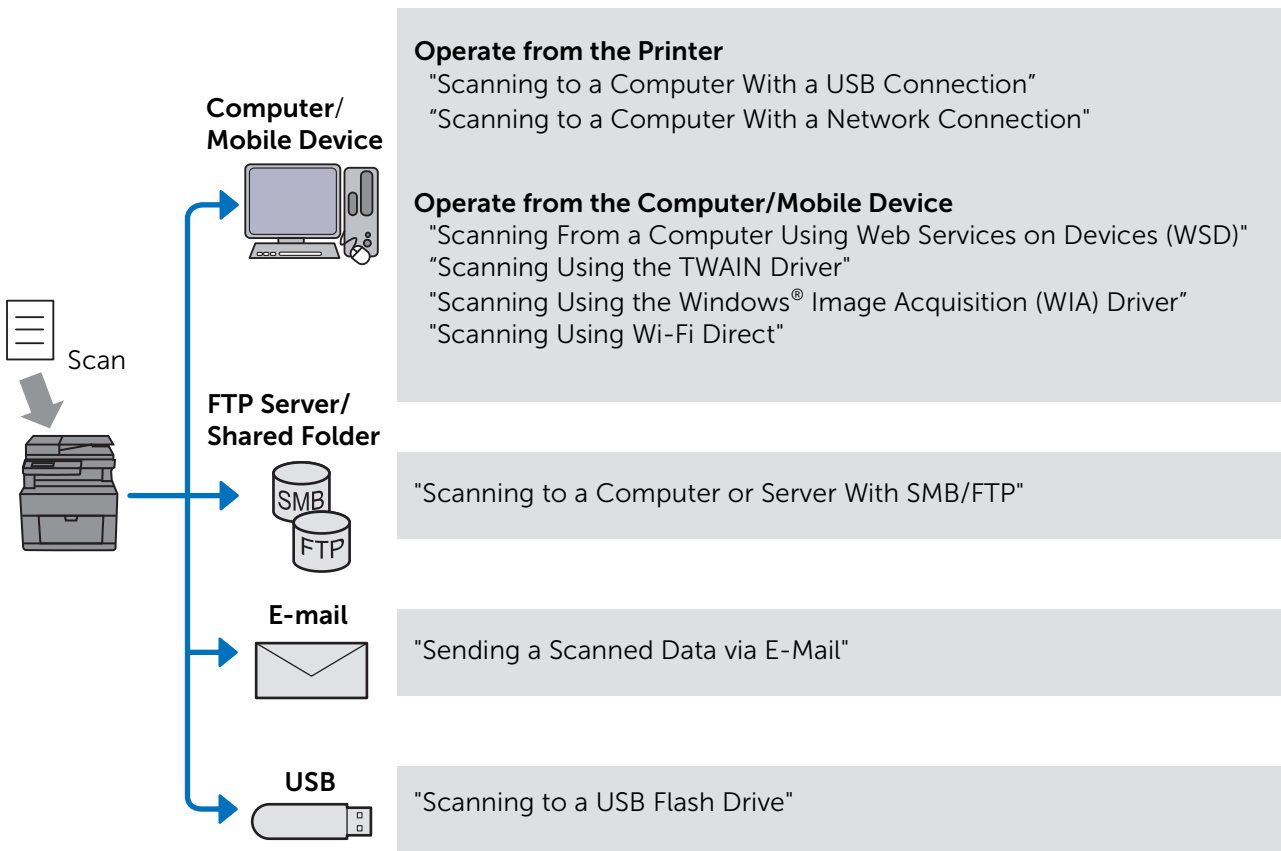 Scan
Computer/
Mobile Device
Operate from the Printer
"Scanning to a Computer With a USB Connection”
“Scanning to a Computer With a Network Connection"
Operate from the Computer/Mobile Device
"Scanning From a Computer Using Web Services on Devices (WSD)"
“Scanning Using the TWAIN Driver"
"Scanning Using the Windows® Image Acquisition (WIA) Driver”
"Scanning Using Wi-Fi Direct"
FTP Server/
Shared Folder
SMB
FTP
"Scanning to a Computer or Server With SMB/FTP"
E-mail
"Sending a Scanned Data via E-Mail"
USB
"Scanning to a USB Flash Drive"